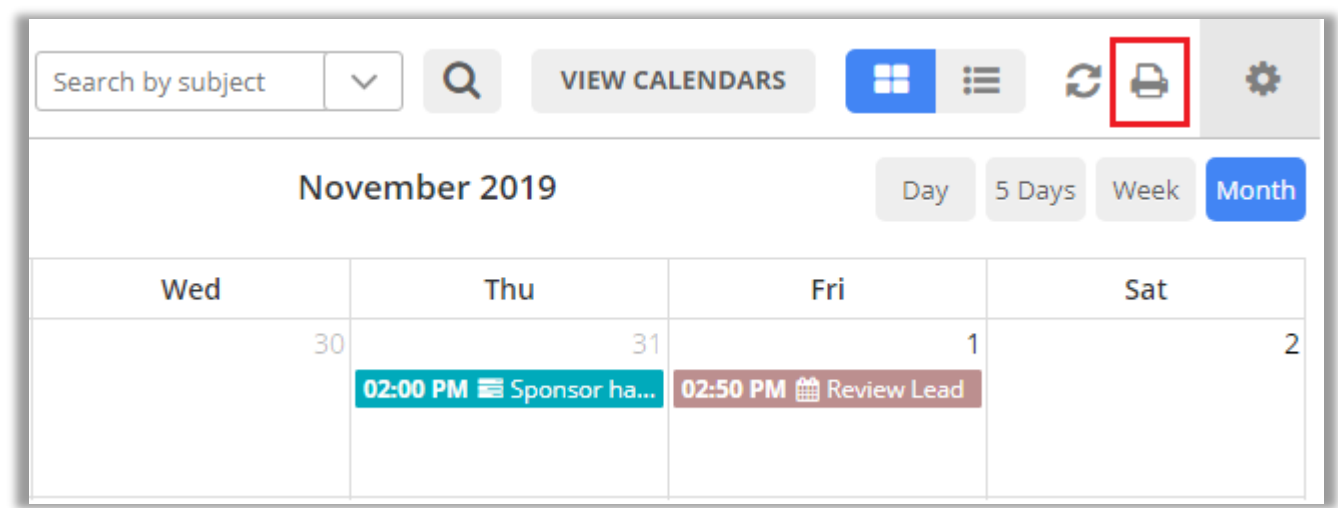 Search by subject VIEW CALENDARS
November 2019 Day 5 Days Week Month
Wed Thu Fri Sat
30 31 1 2
02:00 PM Sponsor ha... 02:50 PM Review Lead